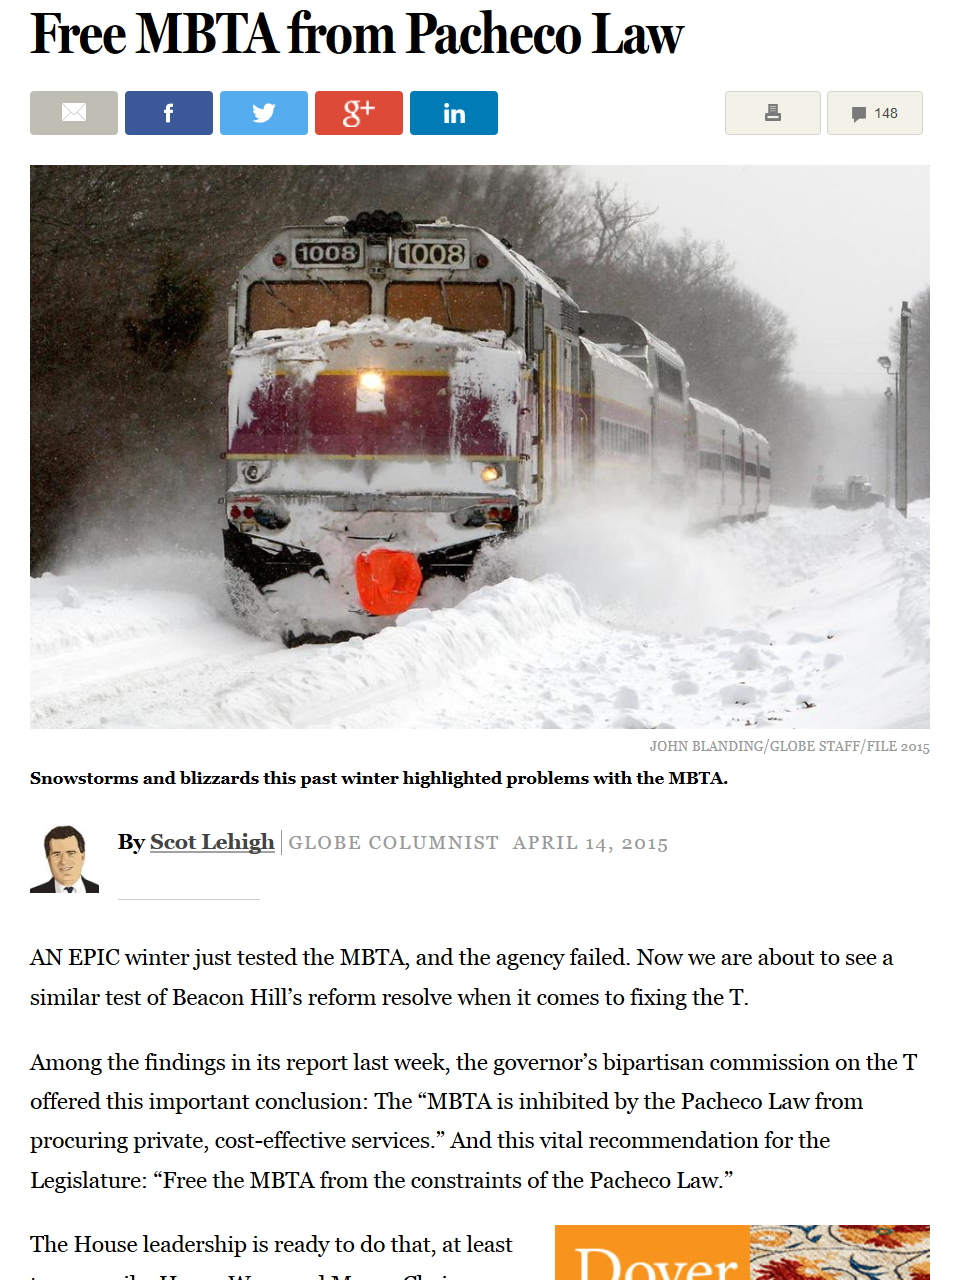 Free MBTA from Pacheco Law
f g+ in 148
1008 1008
JOHN BLANDING/GLOBE STAFF/FILE 2015
Snowstorms and blizzards this past winter highlighted problems with the MBTA.
By Scot Lehigh GLOBE COLUMNIST APRIL 14, 2015
AN EPIC winter just tested the MBTA, and the agency failed. Now we are about to see a
similar test of Beacon Hill’s reform resolve when it comes to fixing the T.
Among the findings in its report last week, the governor’s bipartisan commission on the T
offered this important conclusion: The “MBTA is inhibited by the Pacheco Law from
procuring private, cost-effective services.” And this vital recommendation for the
Legislature: “Free the MBTA from the constraints of the Pacheco Law.”
The House leadership is ready to do that, at least
Dover